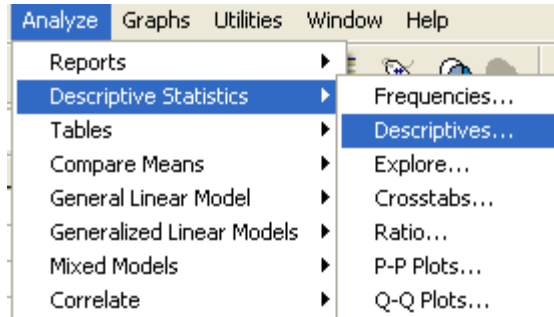 Analyze Graphs Utilities Window Help
Reports
Descriptive Statistics
Tables
Compare Means
General Linear Model
Generalized Linear Models
Mixed Models
Correlate
Frequencies...
Descriptives...
Explore...
Crosstabs...
Ratio...
P-P Plots...
Q-Q Plots...